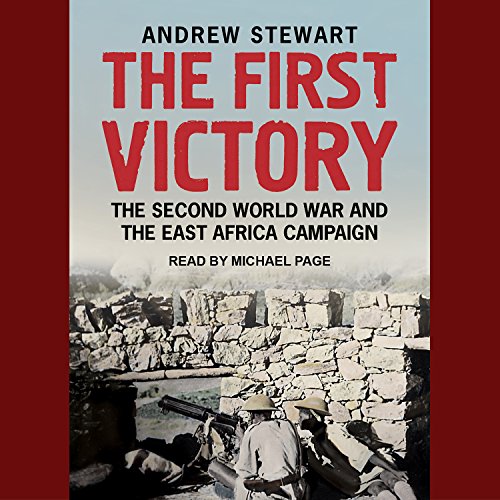 ANDREW STEWART
THE FIRST
VICTORY
THE SECOND WORLD WAR AND
THE EAST AFRICA CAMPAIGN
READ BY MICHAEL PAGE